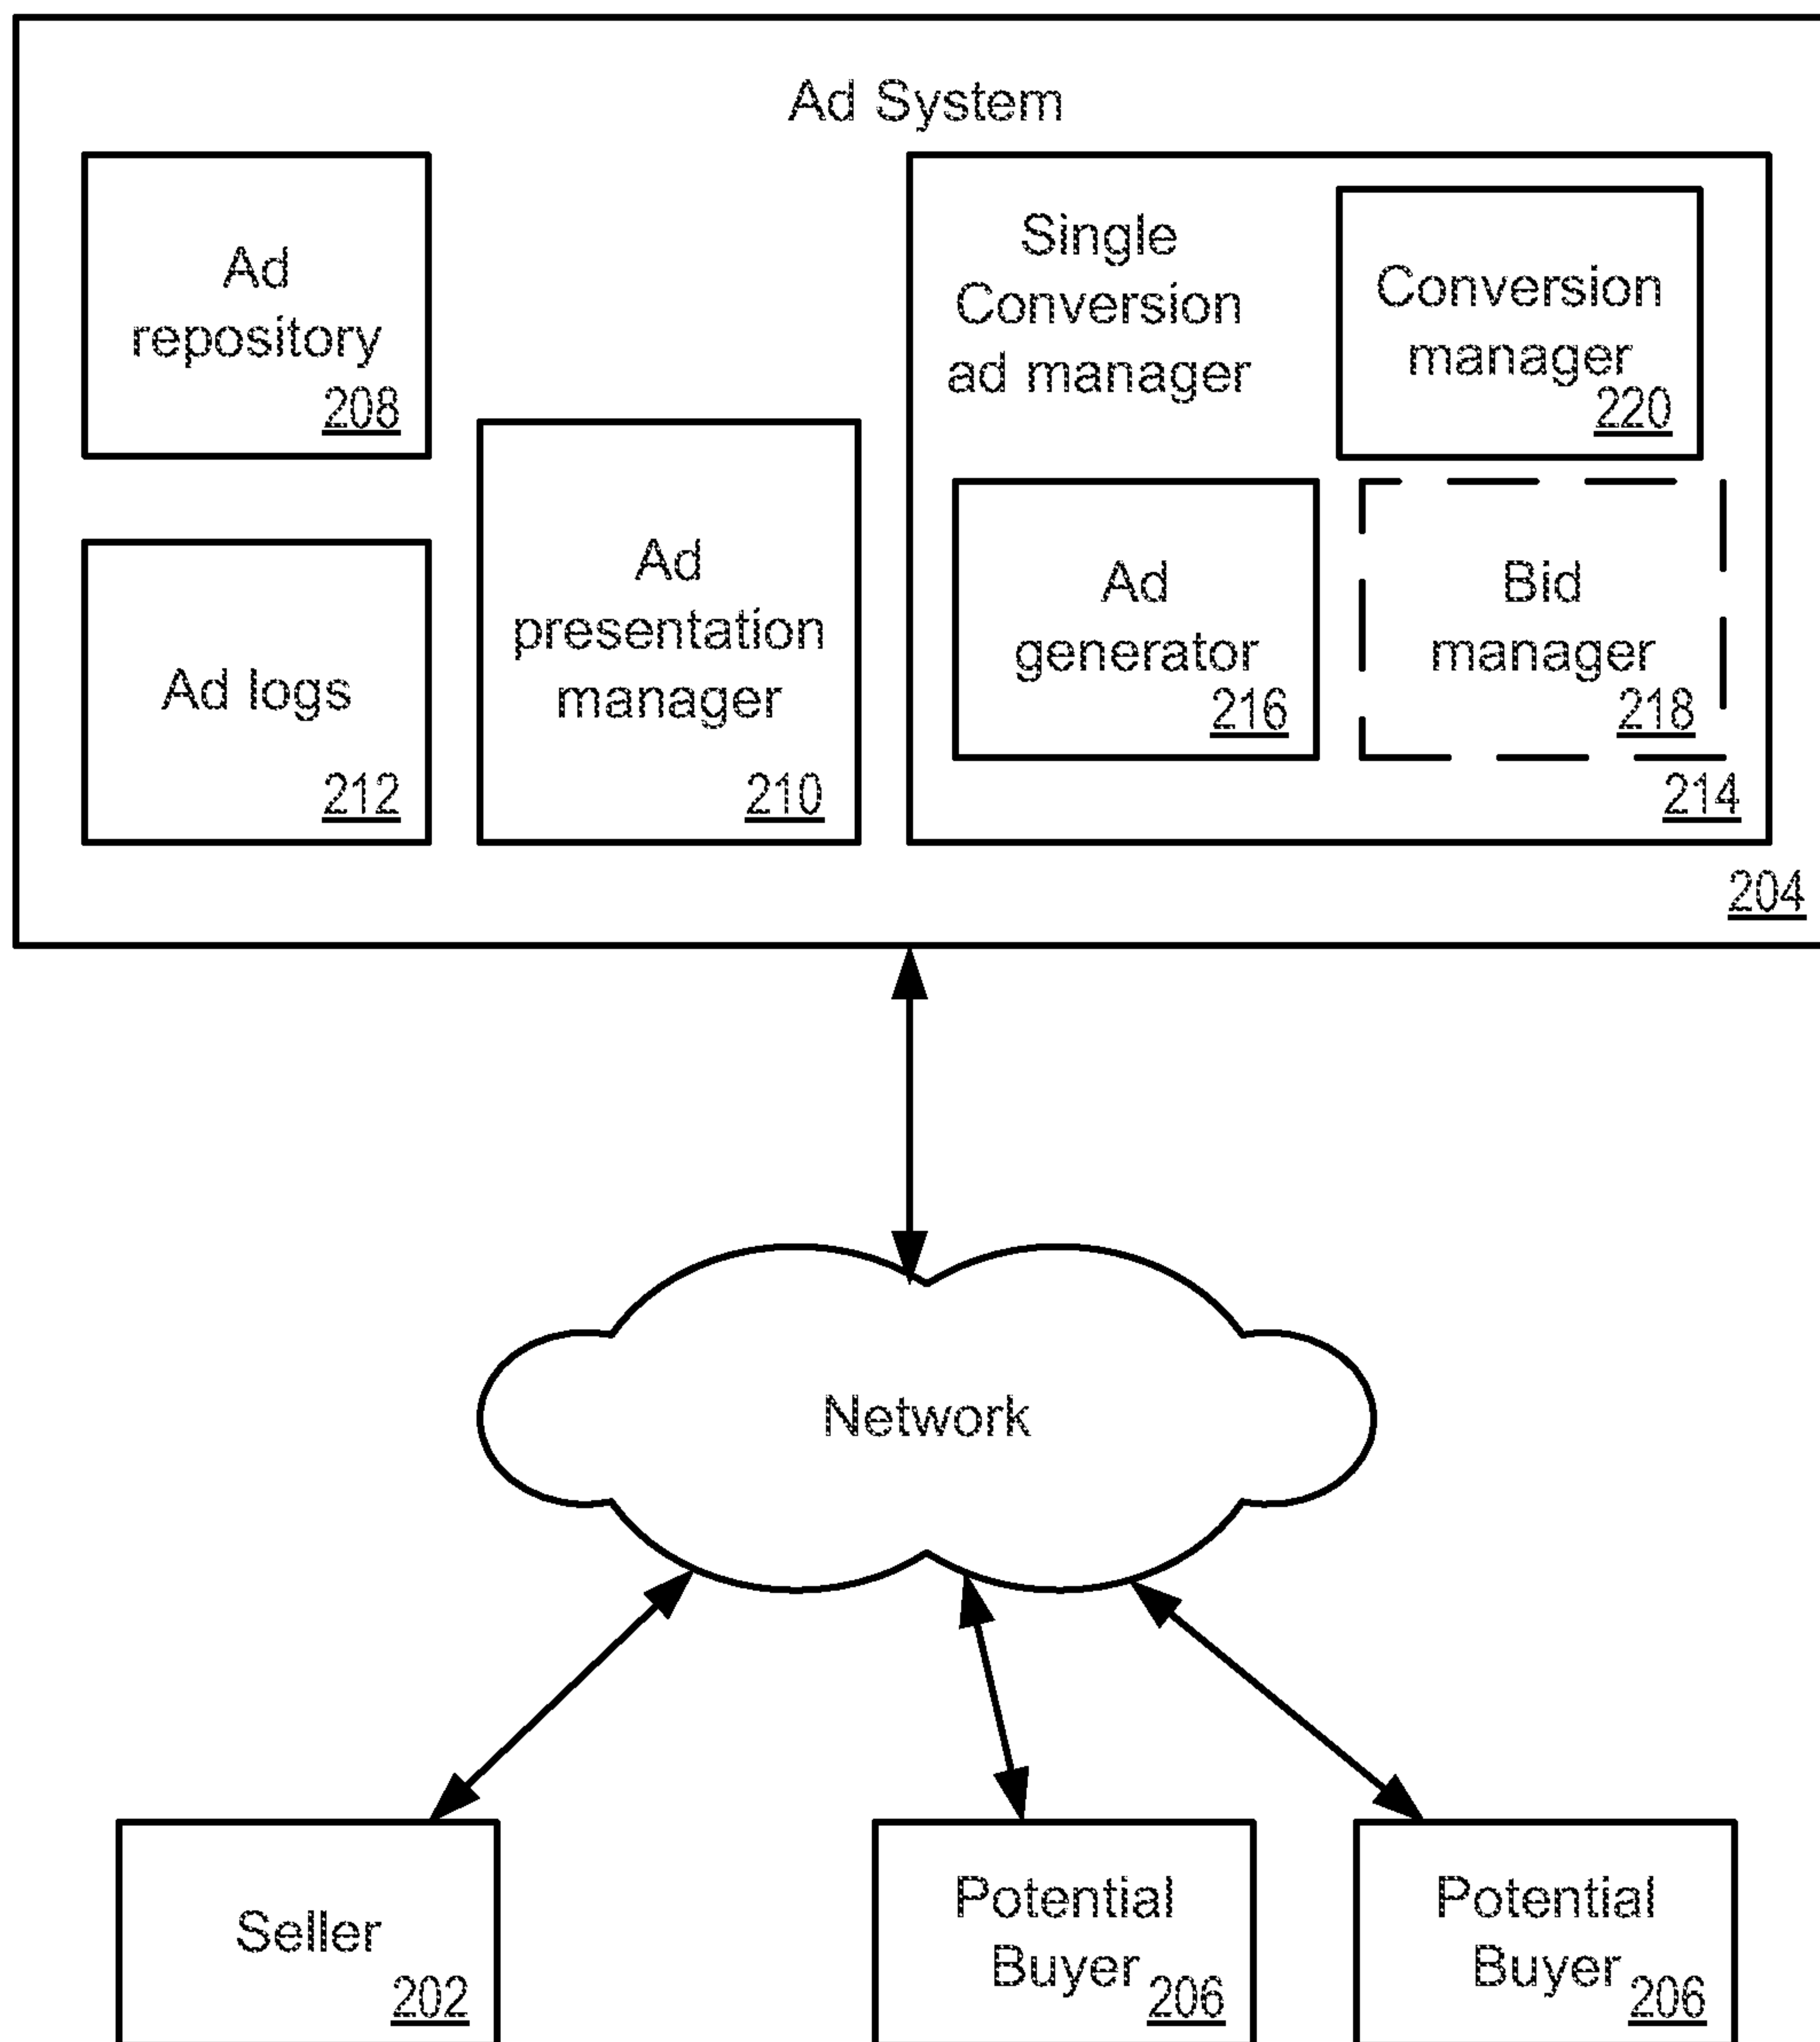 Ad System
Ad
repository
208
Ad logs
212
Ad
presentation
manager
210
Single
Conversion
ad manager
Conversion
manager
220
Ad
generator
216
Bid
manager
218
214
204
Network
Seller
202
Potential
Buyer
206
Potential
Buyer
206